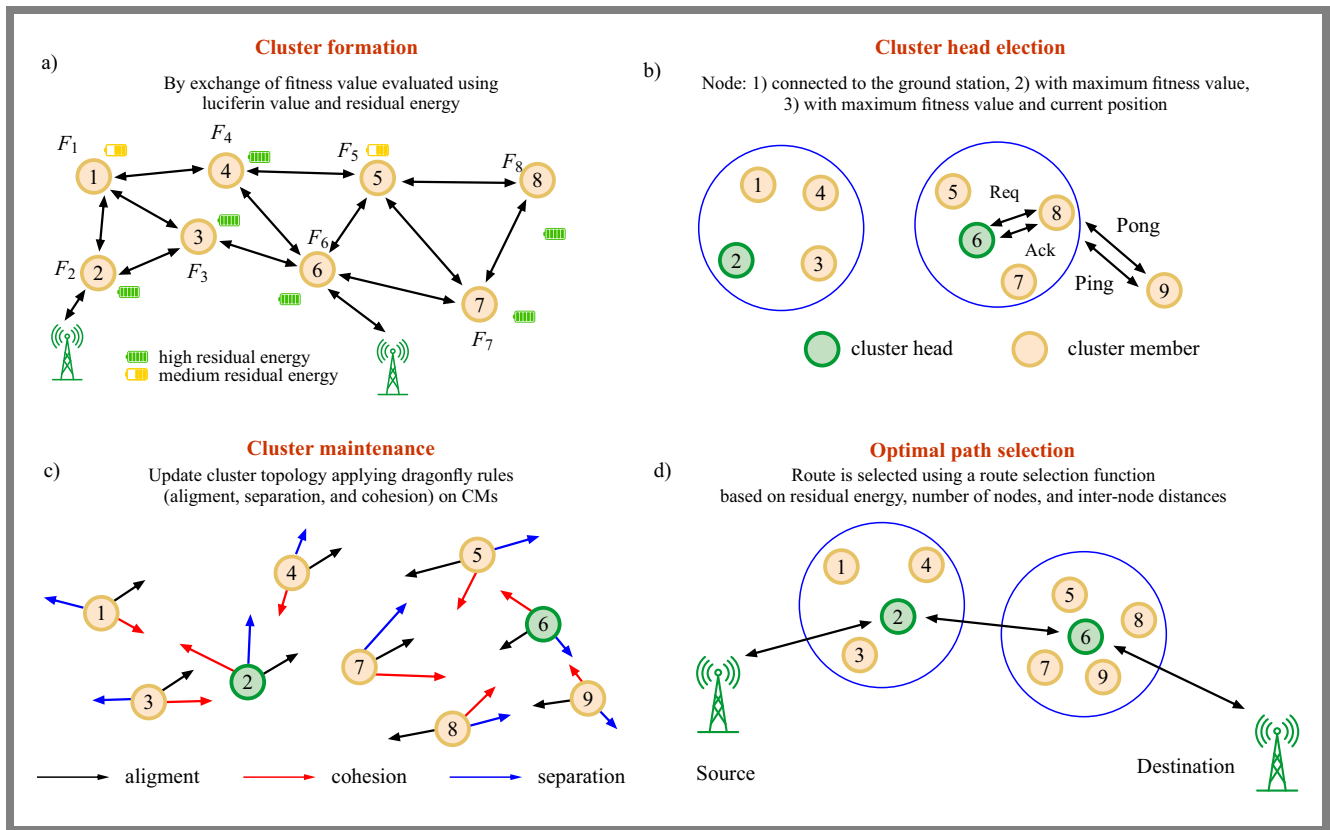 Cluster formation
a)
By exchange of fitness value evaluated using
luciferin value and residual energy
F1
F4
F5
F8
1
4
5
8
3
F3
F6
F2
2
6
7
F7
high residual energy
medium residual energy
Cluster head election
b)
Node: 1) connected to the ground station, 2) with maximum fitness value,
3) with maximum fitness value and current position
1
4
2
3
5
Req
8
6
Ack
7
Pong
Ping
9
cluster head
cluster member
Cluster maintenance
c)
Update cluster topology applying dragonfly rules
(aligment, separation, and cohesion) on CMs
1
4
2
3
5
6
7
8
9
aligment
cohesion
separation
Optimal path selection
d)
Route is selected using a route selection function
based on residual energy, number of nodes, and inter-node distances
1
4
2
3
5
8
6
7
9
Source
Destination